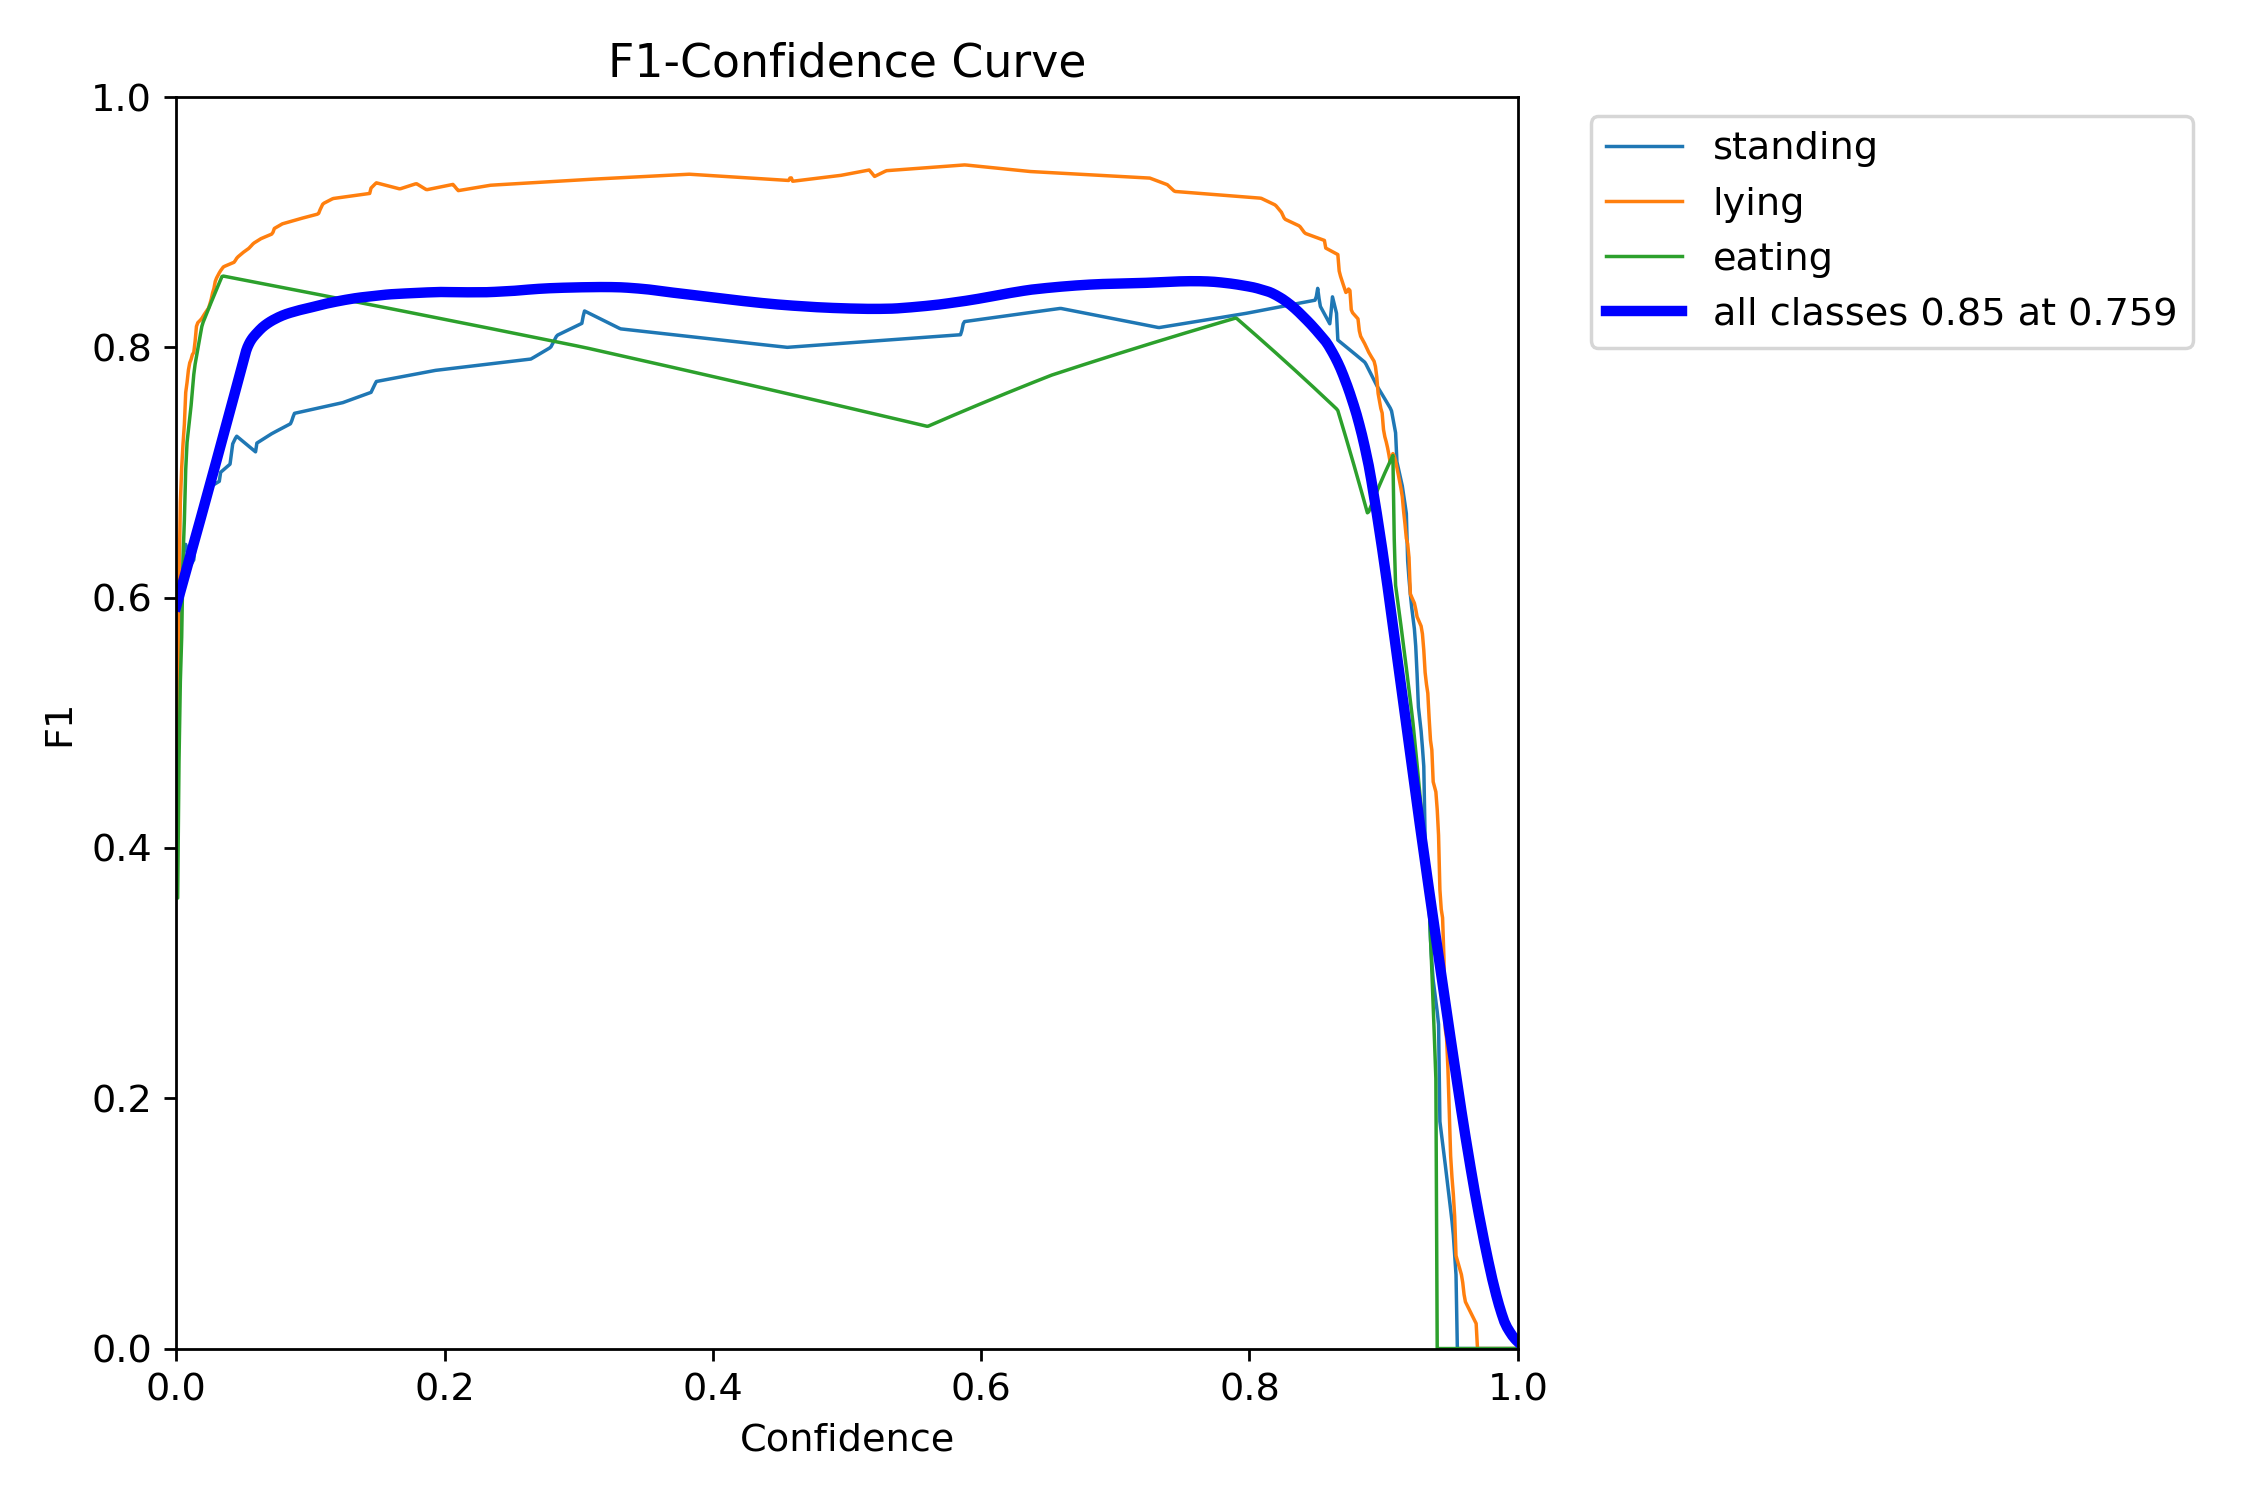 F1-Confidence Curve
1.0
0.8
0.6
0.4
0.2
0.0
F1
0.0 0.2 0.4 0.6 0.8 1.0
Confidence
standing
lying
eating
all classes 0.85 at 0.759